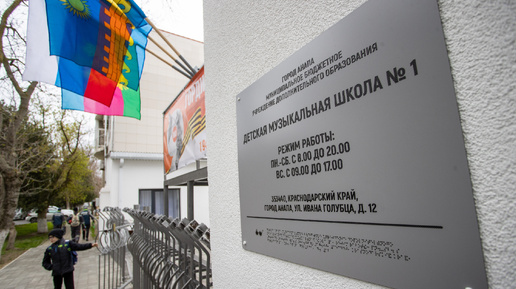 ГОРОД АНАПА
МУНИЦИПАЛЬНОЕ БЮДЖЕТНОЕ
УЧРЕЖДЕНИЕ ДОПОЛНИТЕЛЬНОГО ОБРАЗОВАНИЯ
ДЕТСКАЯ МУЗЫКАЛЬНАЯ ШКОЛА № 1
РЕЖИМ РАБОТЫ:
ПН.-СБ. С 8.00 ДО 20.00
ВС. С 09.00 ДО 17.00
353440, КРАСНОДАРСКИЙ КРАЙ,
ГОРОД АНАПА, УЛ. ИВАНА ГОЛУБЦА, Д. 12